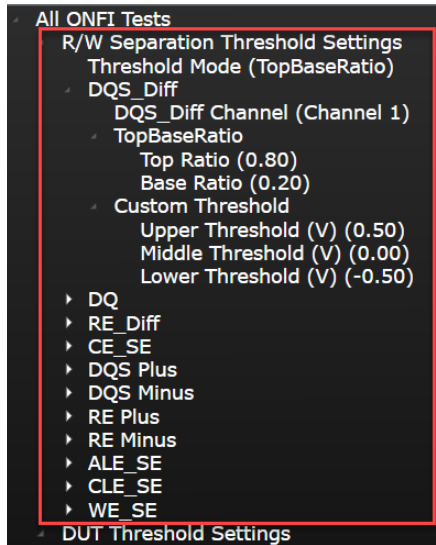 All ONFI Tests
R/W Separation Threshold Settings
Threshold Mode (TopBaseRatio)
DQS_Diff
DQS_Diff Channel (Channel 1)
TopBaseRatio
Top Ratio (0.80)
Base Ratio (0.20)
Custom Threshold
Upper Threshold (V) (0.50)
Middle Threshold (V) (0.00)
Lower Threshold (V) (-0.50)
DQ
RE_Diff
CE_SE
DQS Plus
DQS Minus
RE Plus
RE Minus
ALE_SE
CLE_SE
WE_SE
DUT Threshold Settings